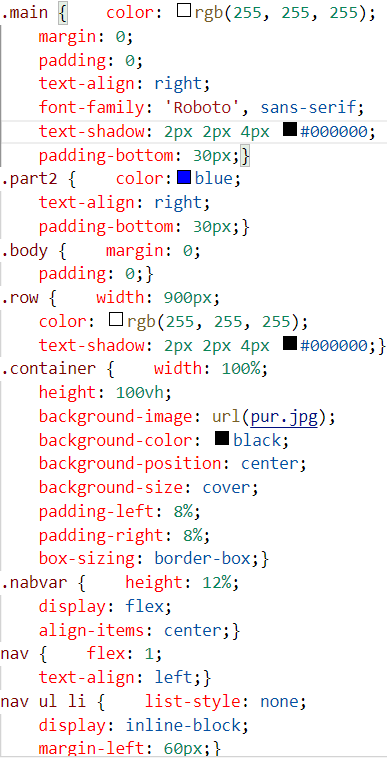 .main {    color: rgb(255, 255, 255);
    margin: 0;
    padding: 0;
    text-align: right;
    font-family: 'Roboto', sans-serif;
    text-shadow: 2px 2px 4px #000000;
    padding-bottom: 30px;}
.part2 {    color:blue;
    text-align: right;
    padding-bottom: 30px;}
.body {    margin: 0;
    padding: 0;}
.row {    width: 900px;
    color: rgb(255, 255, 255);
    text-shadow: 2px 2px 4px #000000;}
.container {    width: 100%;
    height: 100vh;
    background-image: url(pur.jpg);
    background-color: black;
    background-position: center;
    background-size: cover;
    padding-left: 8%;
    padding-right: 8%;
    box-sizing: border-box;}
.nabvar {    height: 12%;
    display: flex;
    align-items: center;}
nav {    flex: 1;
    text-align: left;}
nav ul li {    list-style: none;
    display: inline-block;
    margin-left: 60px;}